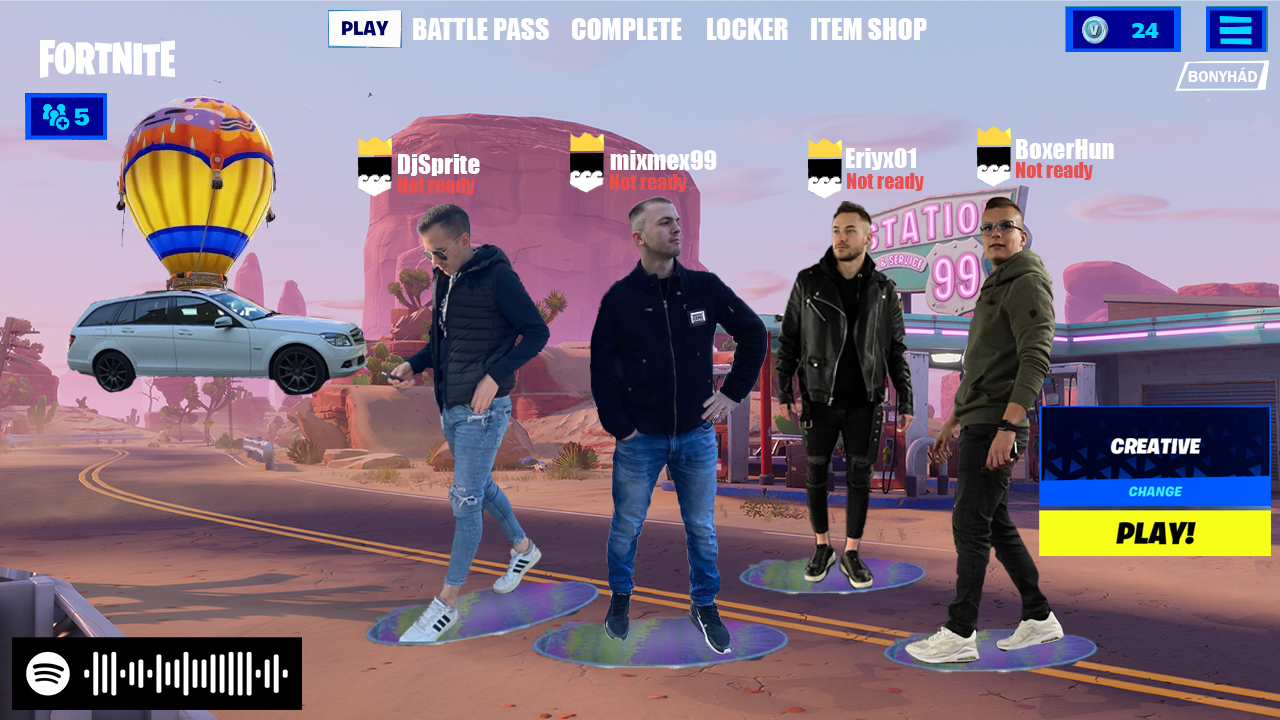 PLAY BATTLE PASS COMPLETE LOCKER ITEM SHOP
V 24
FORTNITE
BONYHÁD
5
DjSprite
Not ready
mixmex99
Not ready
Eriyx01
Not ready
BoxerHun
Not ready
STATIO
& SERVICE
99
CREATIVE
CHANGE
PLAY!